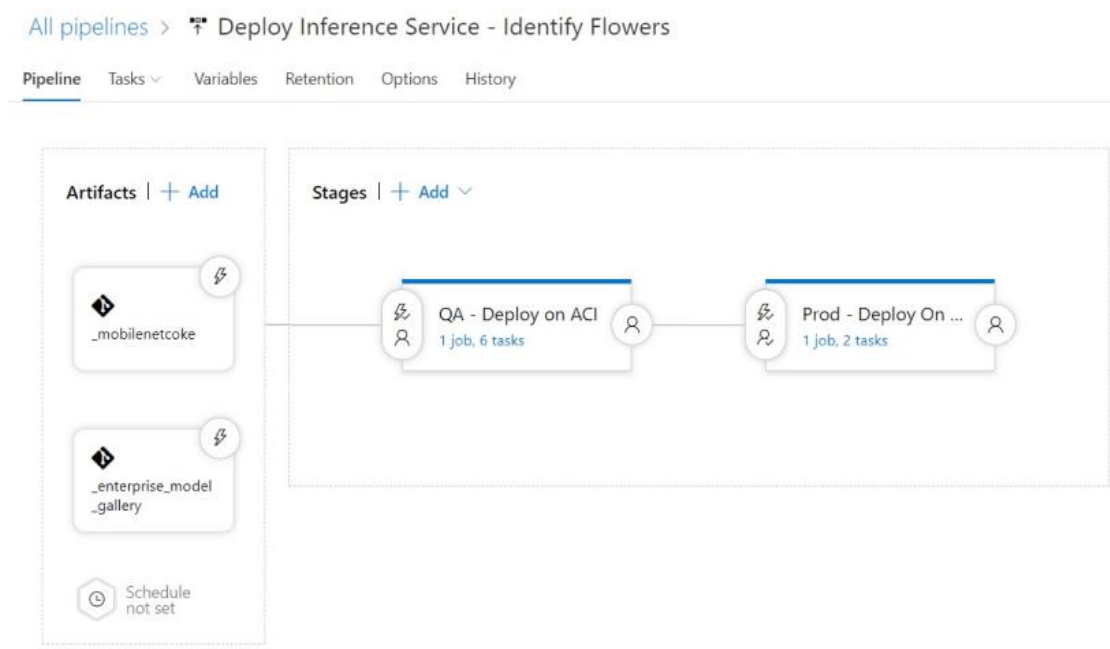 All pipelines > Deploy Inference Service - Identify Flowers
Pipeline Tasks Variables Retention Options History
Artifacts | + Add
Stages | + Add
_mobilenetcoke
QA - Deploy on ACI
1 job, 6 tasks
Prod - Deploy On ...
1 job, 2 tasks
_enterprise_model
_gallery
Schedule
not set